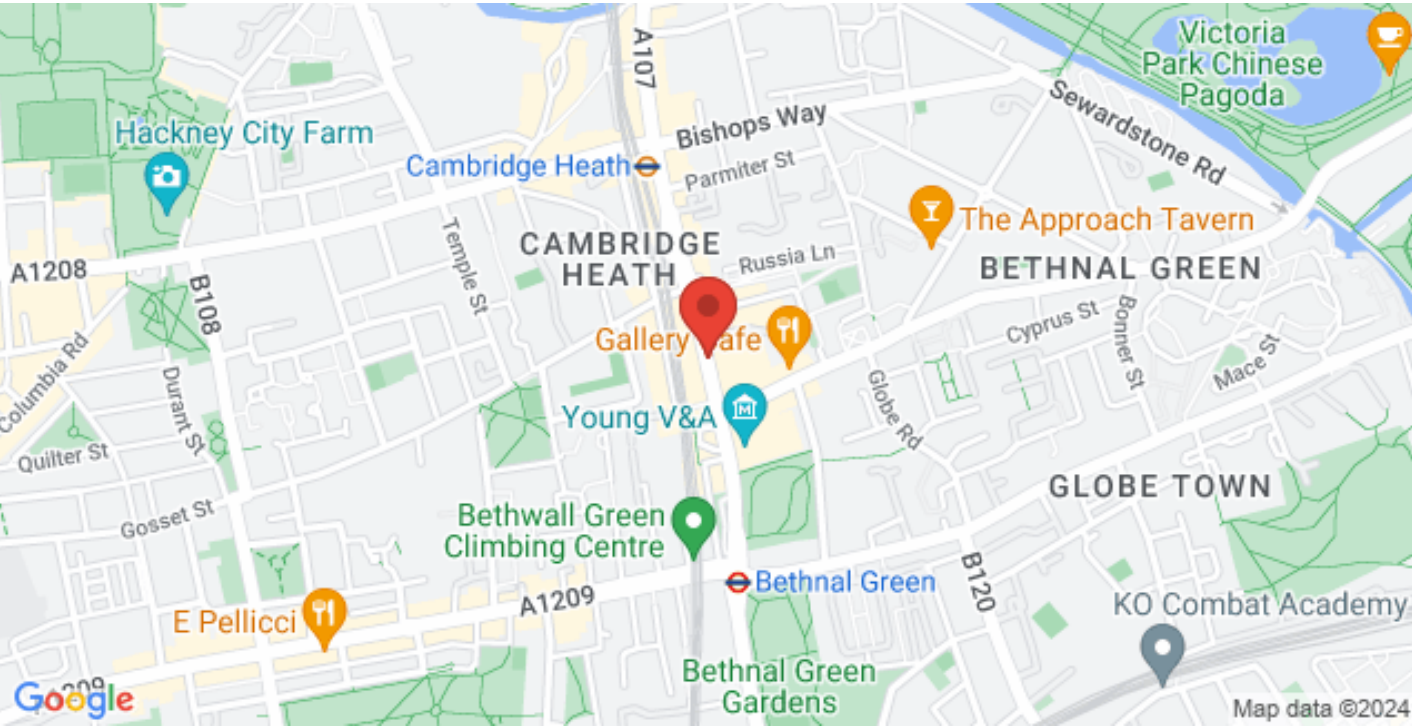 A107
Victoria
Park Chinese
Pagoda
Hackney City Farm
Bishops Way
Sewardstone Rd
Cambridge Heath
Parmiter St
The Approach Tavern
CAMBRIDGE
HEATH
Temple St
Russia Ln
BETHNAL GREEN
A1208
B108
Gallery
Cyprus St
Bonner St
Columbia Rd
Mace St
Durant St
Globe Rd
Young V&A
Quilter St
GLOBE TOWN
Gosset St
Bethwall Green
Climbing Centre
B120
Bethnal Green
A1209
KO Combat Academy
E Pellicci
Bethnal Green
Gardens
Google
Map data ©2024